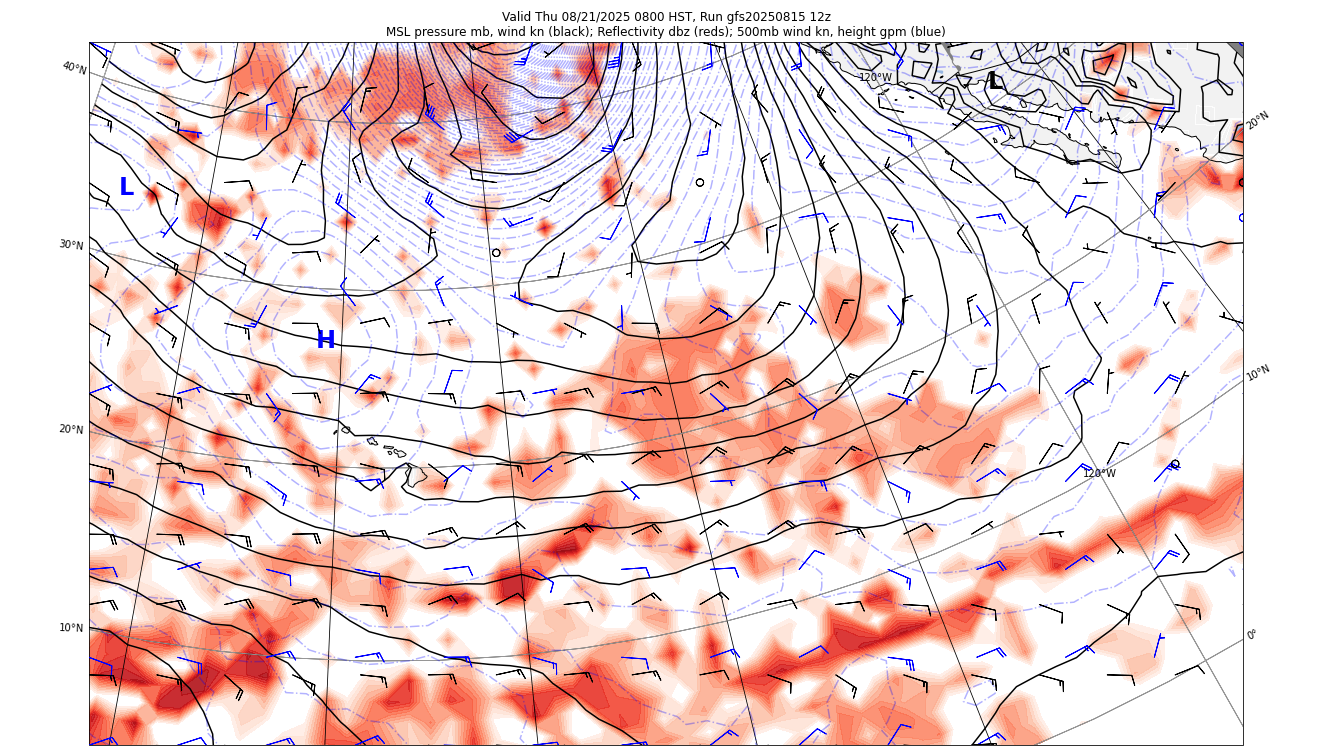 Valid Thu 08/21/2025 0800 HST, Run gfs20250815 12z
MSL pressure mb, wind kn (black); Reflectivity dbz (reds); 500mb wind kn, height gpm (blue)
40°N
120°W
L
20°N
L
30°N
H
10°N
20°N
120°W
10°N
0°